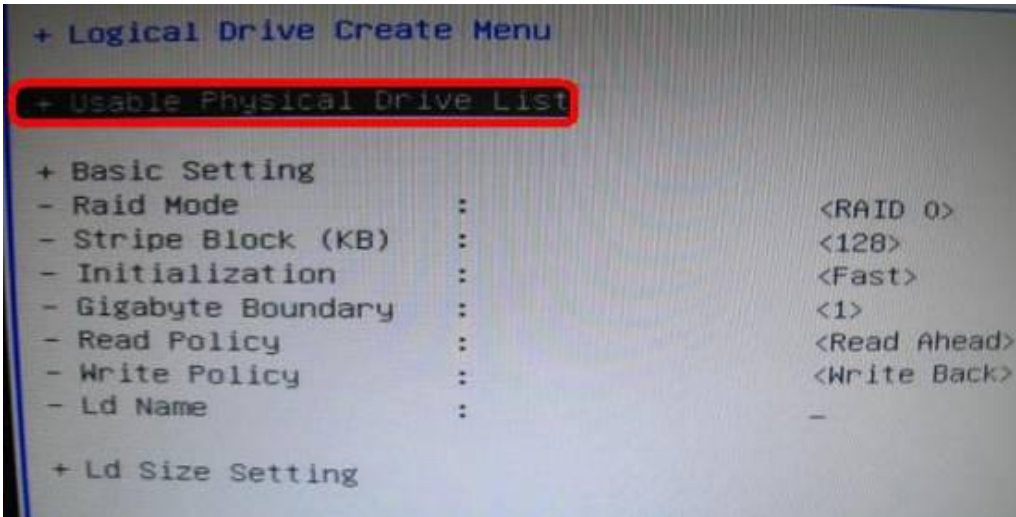 + Logical Drive Create Menu
+ Usable Physical Drive List
+ Basic Setting
- Raid Mode : <RAID 0>
- Stripe Block (KB) : <128>
- Initialization : <Fast>
- Gigabyte Boundary : <1>
- Read Policy : <Read Ahead>
- Write Policy : <Write Back>
- Ld Name : _
+ Ld Size Setting